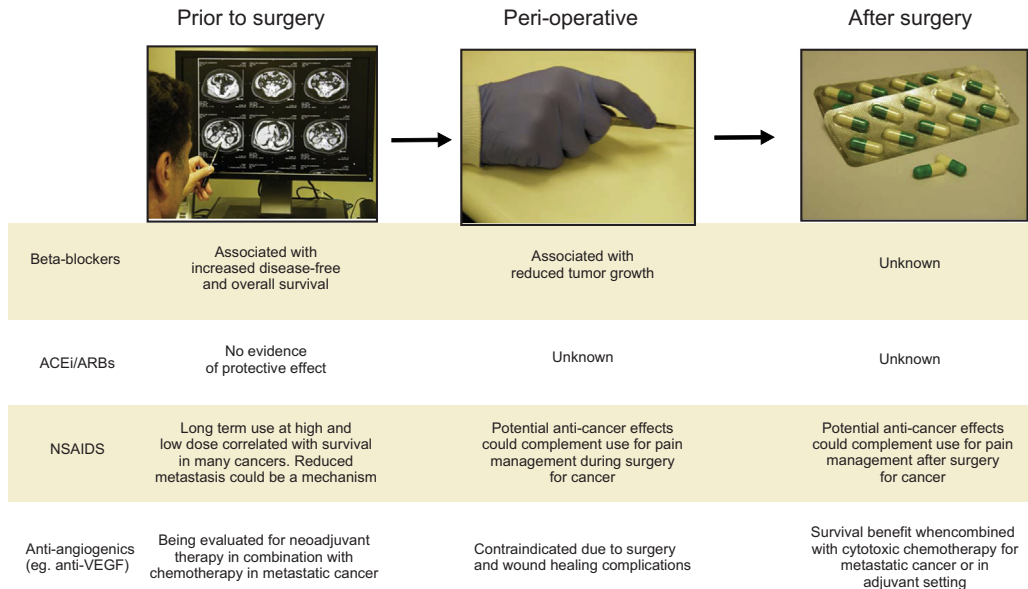 Prior to surgery
Peri-operative
After surgery
Beta-blockers
Associated with
increased disease-free
and overall survival
Associated with
reduced tumor growth
Unknown
ACEi/ARBs
No evidence
of protective effect
Unknown
Unknown
NSAIDS
Long term use at high and
low dose correlated with survival
in many cancers. Reduced
metastasis could be a mechanism
Potential anti-cancer effects
could complement use for pain
management during surgery
for cancer
Potential anti-cancer effects
could complement use for pain
management after surgery
for cancer
Anti-angiogenics
(eg. anti-VEGF)
Being evaluated for neoadjuvant
therapy in combination with
chemotherapy in metastatic cancer
Contraindicated due to surgery
and wound healing complications
Survival benefit whencombined
with cytotoxic chemotherapy for
metastatic cancer or in
adjuvant setting